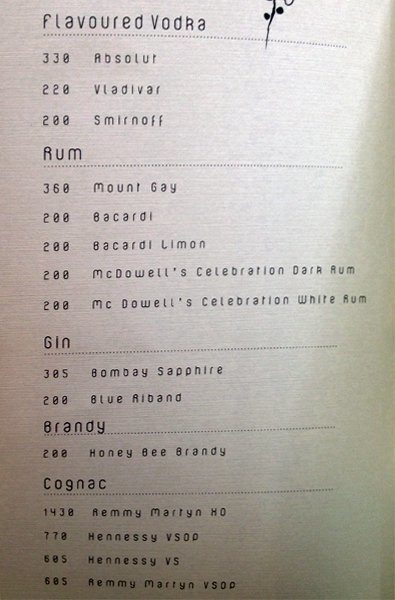 Flavoured Vodka
330 Absolut
220 Vladivar
200 Smirnoff
Rum
360 Mount Gay
200 Bacardi
200 Bacardi Limon
200 McDowell's Celebration Dark Rum
200 Mc Dowell's Celebration White Rum
Gin
305 Bombay Sapphire
200 Blue Riband
Brandy
200 Honey Bee Brandy
Cognac
1430 Remmy Martyn XO
770 Hennessy VSOP
605 Hennessy VS
605 Remmy Martyn VSOP